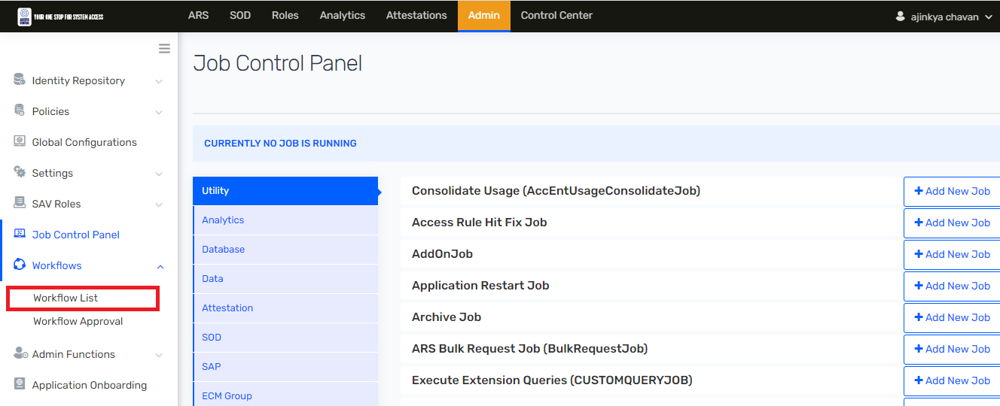 YOUR ONE STOP FOR SYSTEM ACCESS
ARS SOD Roles Analytics Attestations Admin Control Center
ajinkya chavan
Job Control Panel
Identity Repository
Policies
Global Configurations
Settings
SAV Roles
Job Control Panel
Workflows
Workflow List
Workflow Approval
Admin Functions
Application Onboarding
CURRENTLY NO JOB IS RUNNING
Utility
Analytics
Database
Data
Attestation
SOD
SAP
ECM Group
Consolidate Usage (AccEntUsageConsolidateJob) Add New Job
Access Rule Hit Fix Job Add New Job
AddOnJob Add New Job
Application Restart Job Add New Job
Archive Job Add New Job
ARS Bulk Request Job (BulkRequestJob) Add New Job
Execute Extension Queries (CUSTOMQUERYJOB) Add New Job